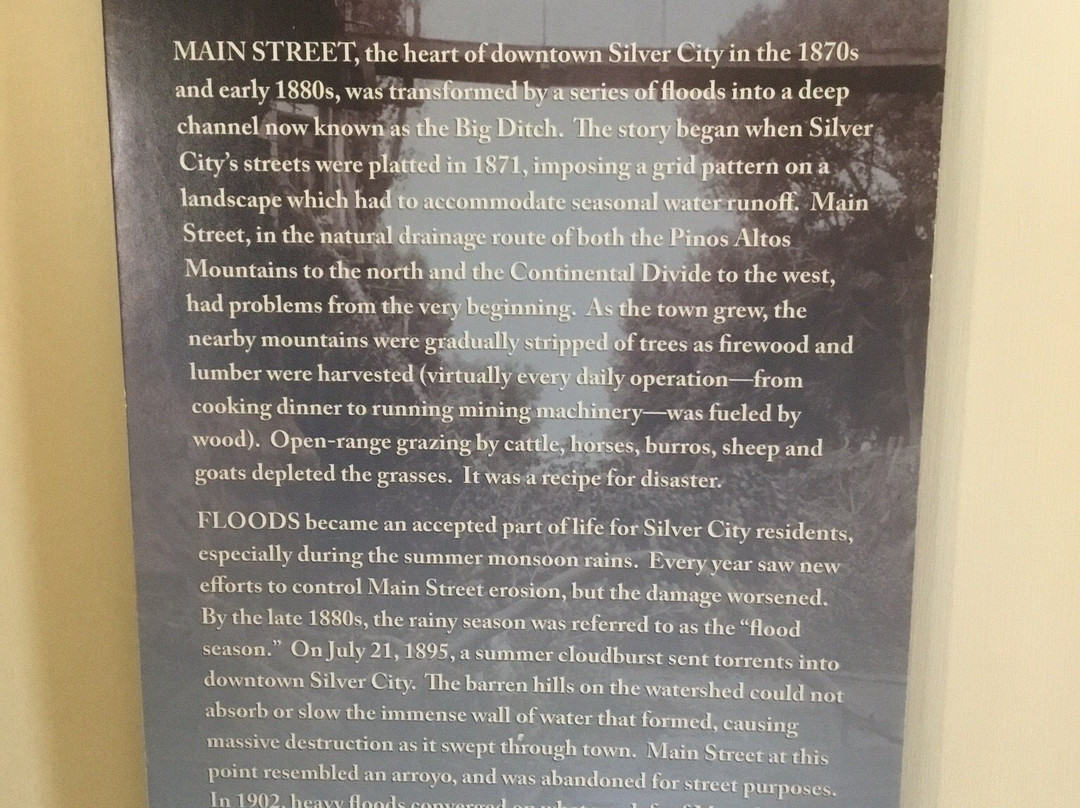 MAIN STREET, the heart of downtown Silver City in the 1870s
and early 1880s, was transformed by a series of floods into a deep
channel now known as the Big Ditch. The story began when Silver
City's streets were platted in 1871, imposing a grid pattern on a
landscape which had to accommodate seasonal water runoff. Main
Street, in the natural drainage route of both the Pinos Altos
Mountains to the north and the Continental Divide to the west,
had problems from the very beginning. As the town grew, the
nearby mountains were gradually stripped of trees as firewood and
lumber were harvested (virtually every daily operation—from
cooking dinner to running mining machinery—was fueled by
wood). Open-range grazing by cattle, horses, burros, sheep and
goats depleted the grasses. It was a recipe for disaster.
FLOODS became an accepted part of life for Silver City residents,
especially during the summer monsoon rains. Every year saw new
efforts to control Main Street erosion, but the damage worsened.
By the late 1880s, the rainy season was referred to as the “flood
season.” On July 21, 1895, a summer cloudburst sent torrents into
downtown Silver City. The barren hills on the watershed could not
absorb or slow the immense wall of water that formed, causing
massive destruction as it swept through town. Main Street at this
point resembled an arroyo, and was abandoned for street purposes.
In 1902, heavy floods converged on what